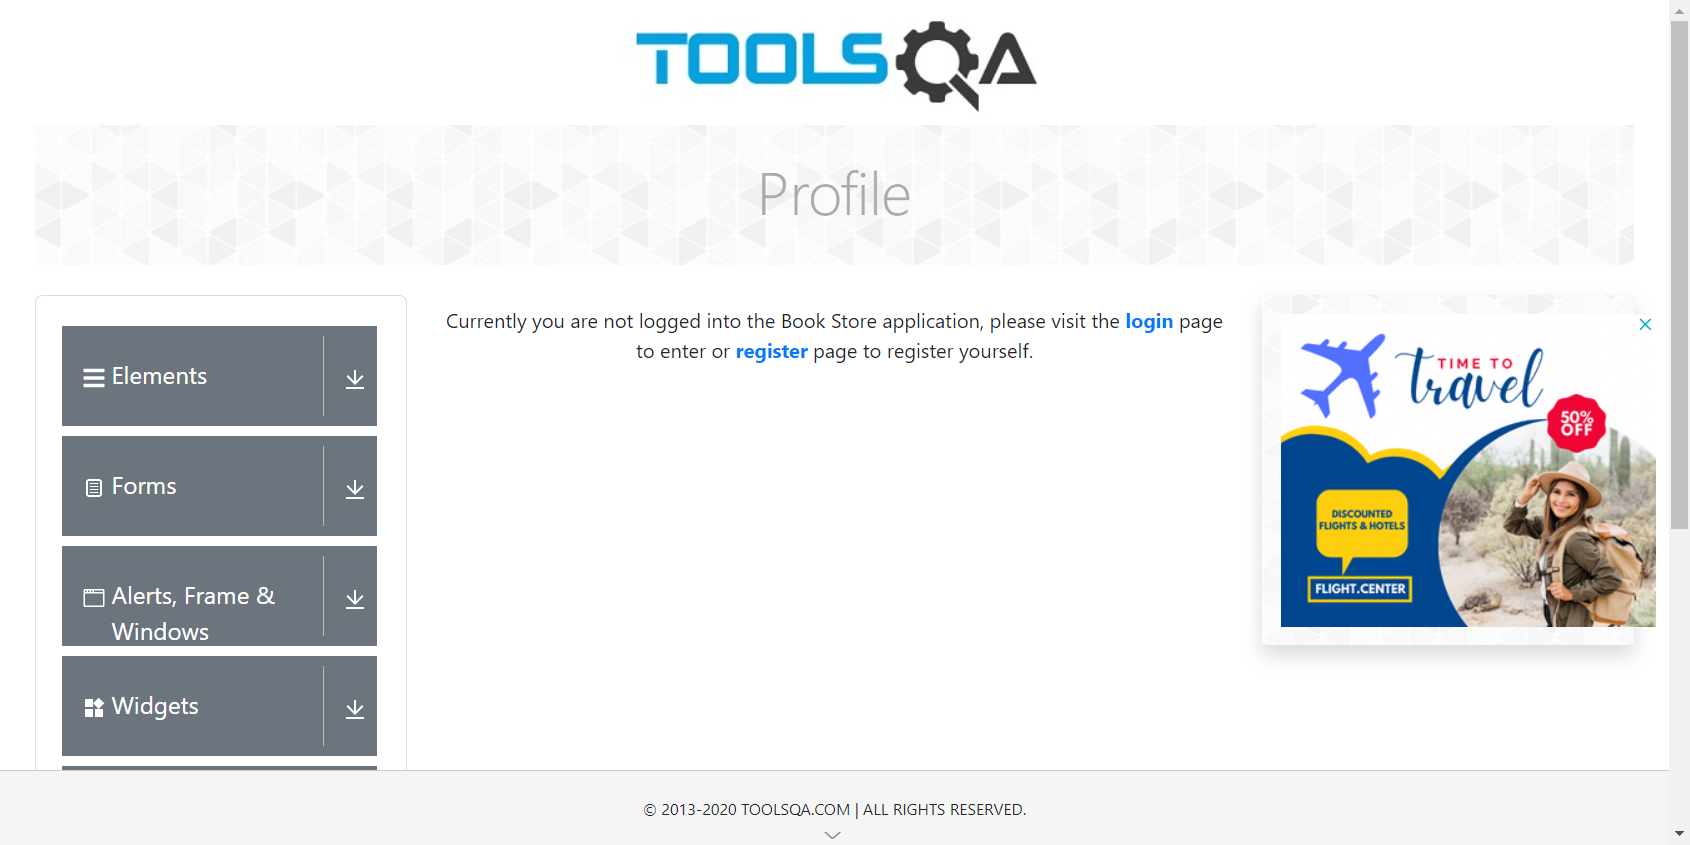 TOOLSQA
Profile
Elements
Forms
Alerts, Frame &
Windows
Widgets
Currently you are not logged into the Book Store application, please visit the login page
to enter or register page to register yourself.
TIME TO
travel
50%
OFF
DISCOUNTED
FLIGHTS & HOTELS
FLIGHT.CENTER
© 2013-2020 TOOLSQA.COM | ALL RIGHTS RESERVED.